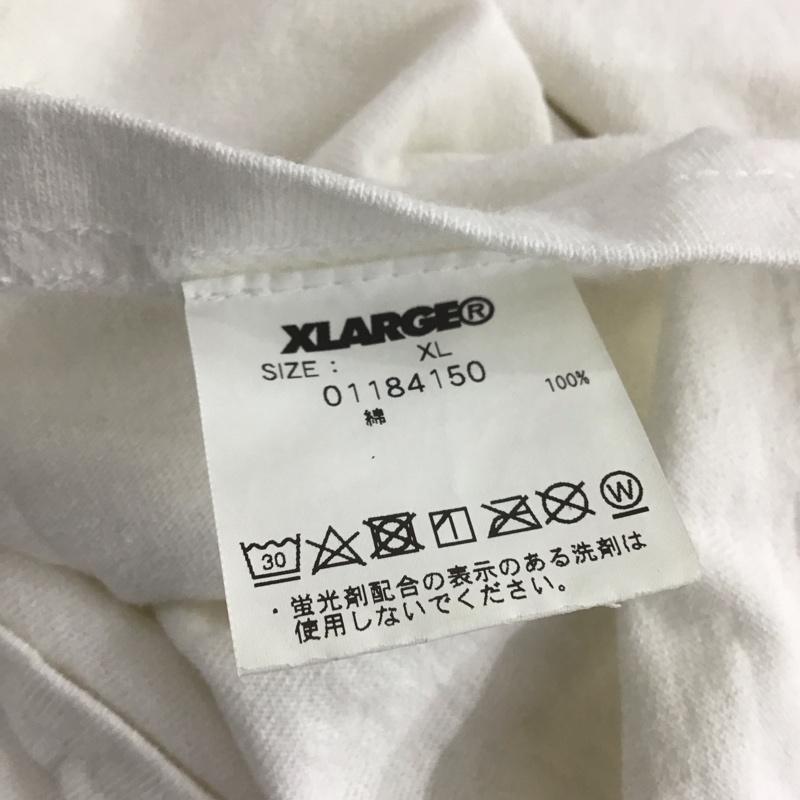 XLARGE®
SIZE : XL
01184150
綿 100%
30 W
・蛍光剤配合の表示のある洗剤は
使用しないでください。